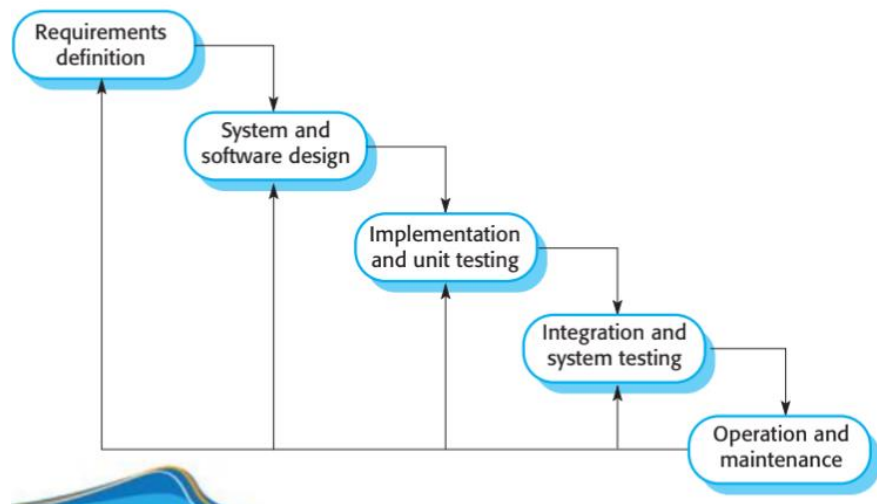 Requirements
definition
System and
software design
Implementation
and unit testing
Integration and
system testing
Operation and
maintenance